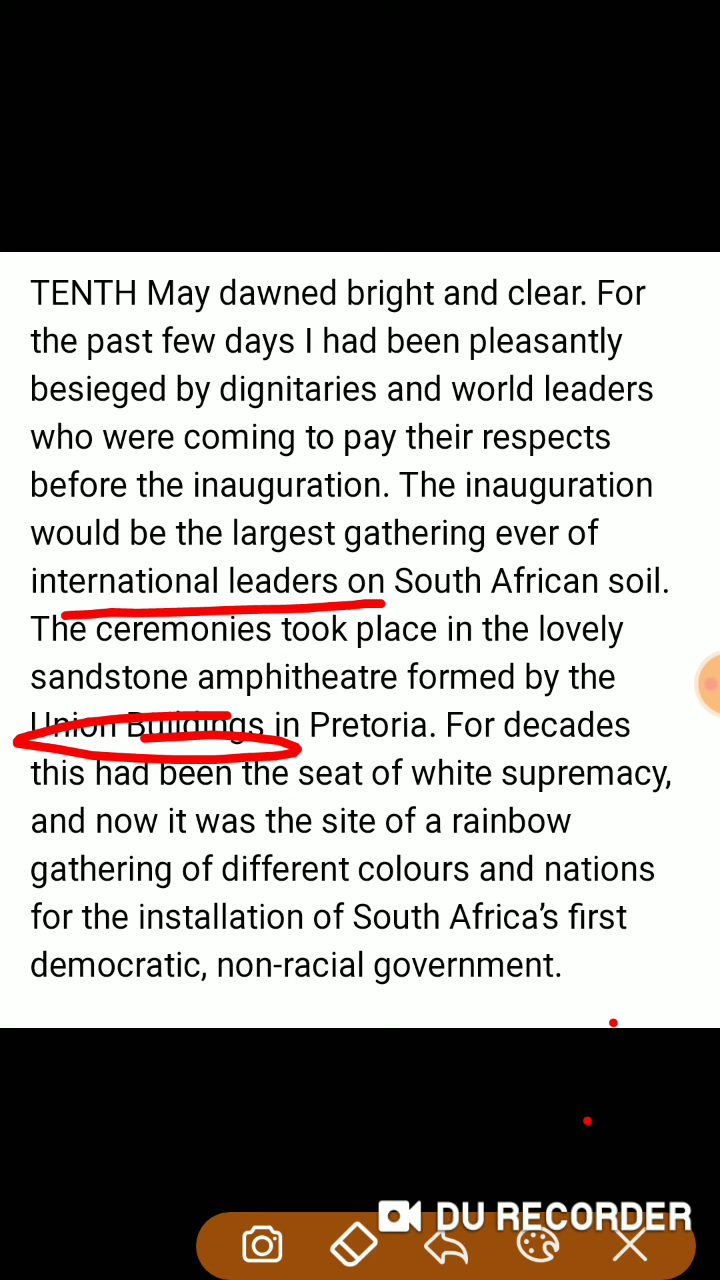 TENTH May dawned bright and clear. For
the past few days I had been pleasantly
besieged by dignitaries and world leaders
who were coming to pay their respects
before the inauguration. The inauguration
would be the largest gathering ever of
international leaders on South African soil.
The ceremonies took place in the lovely
sandstone amphitheatre formed by the
Union Buildings in Pretoria. For decades
this had been the seat of white supremacy,
and now it was the site of a rainbow
gathering of different colours and nations
for the installation of South Africa’s first
democratic, non-racial government.
DU RECORDER